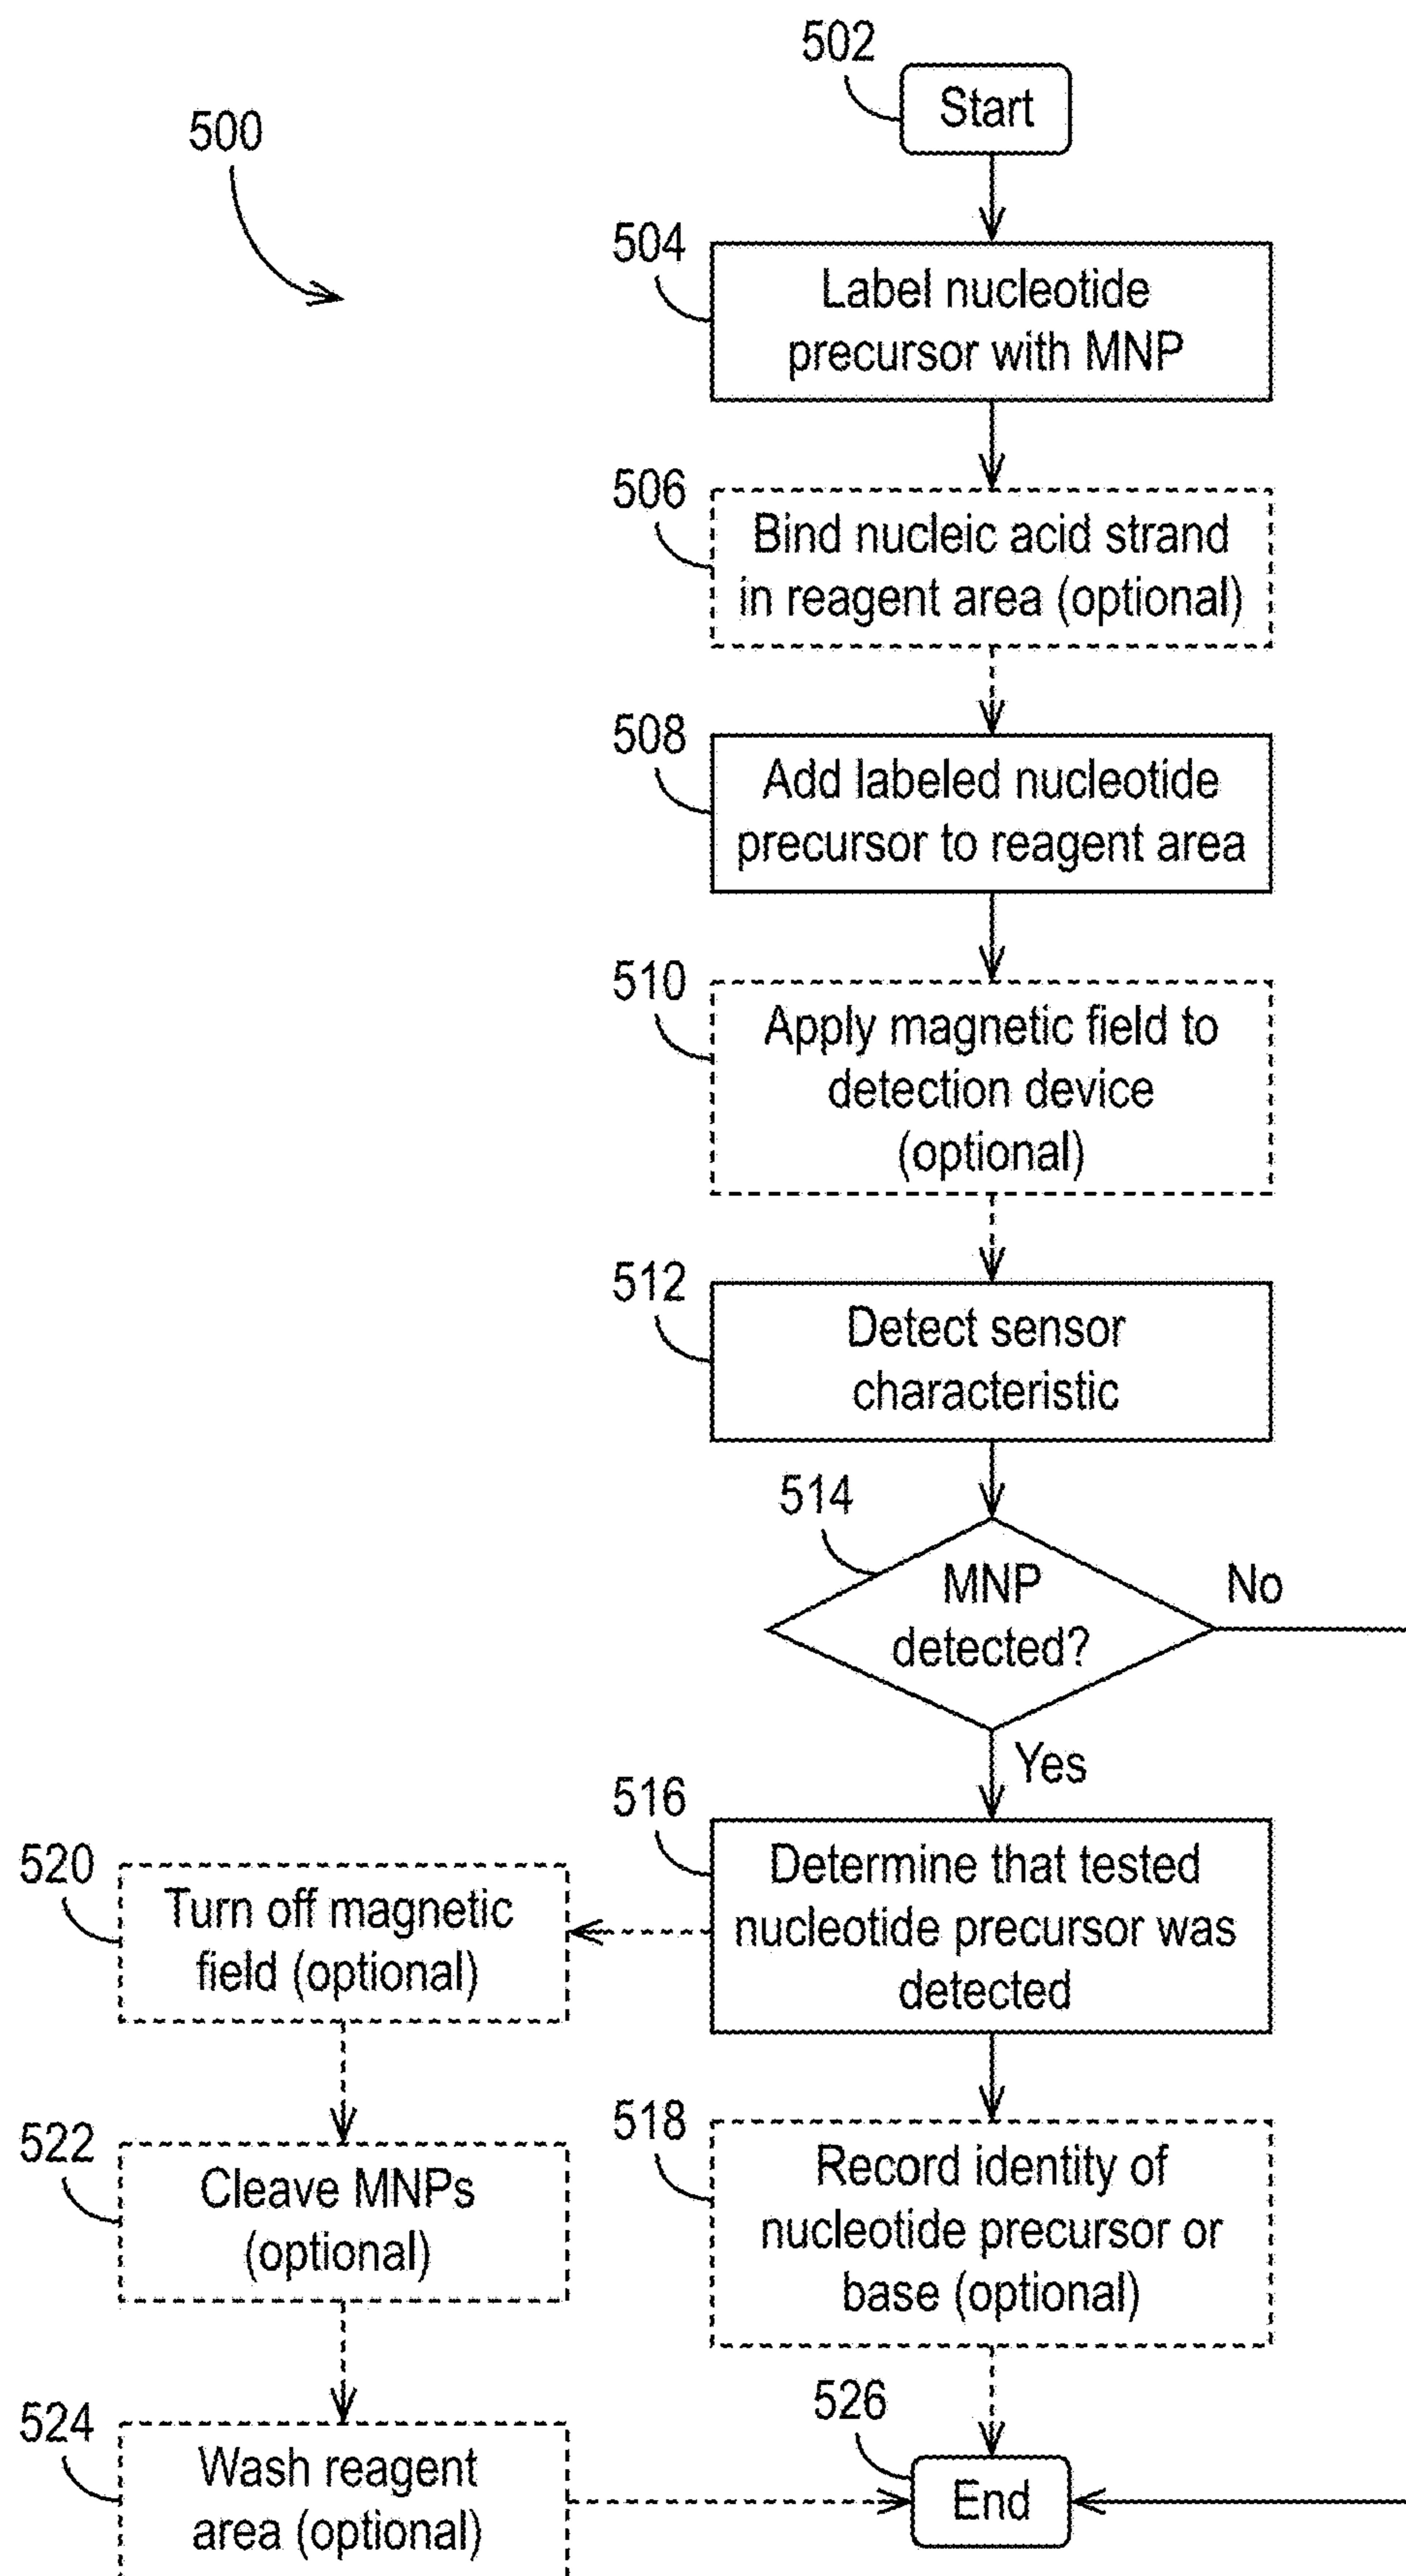 502
Start
500
504
Label nucleotide
precursor with MNP
506
Bind nucleic acid strand
in reagent area (optional)
508
Add labeled nucleotide
precursor to reagent area
510
Apply magnetic field to
detection device
(optional)
512
Detect sensor
characteristic
514
MNP
detected?
No
Yes
516
Determine that tested
nucleotide precursor was
detected
520
Turn off magnetic
field (optional)
518
Record identity of
nucleotide precursor or
base (optional)
522
Cleave MNPs
(optional)
524
Wash reagent
area (optional)
526
End